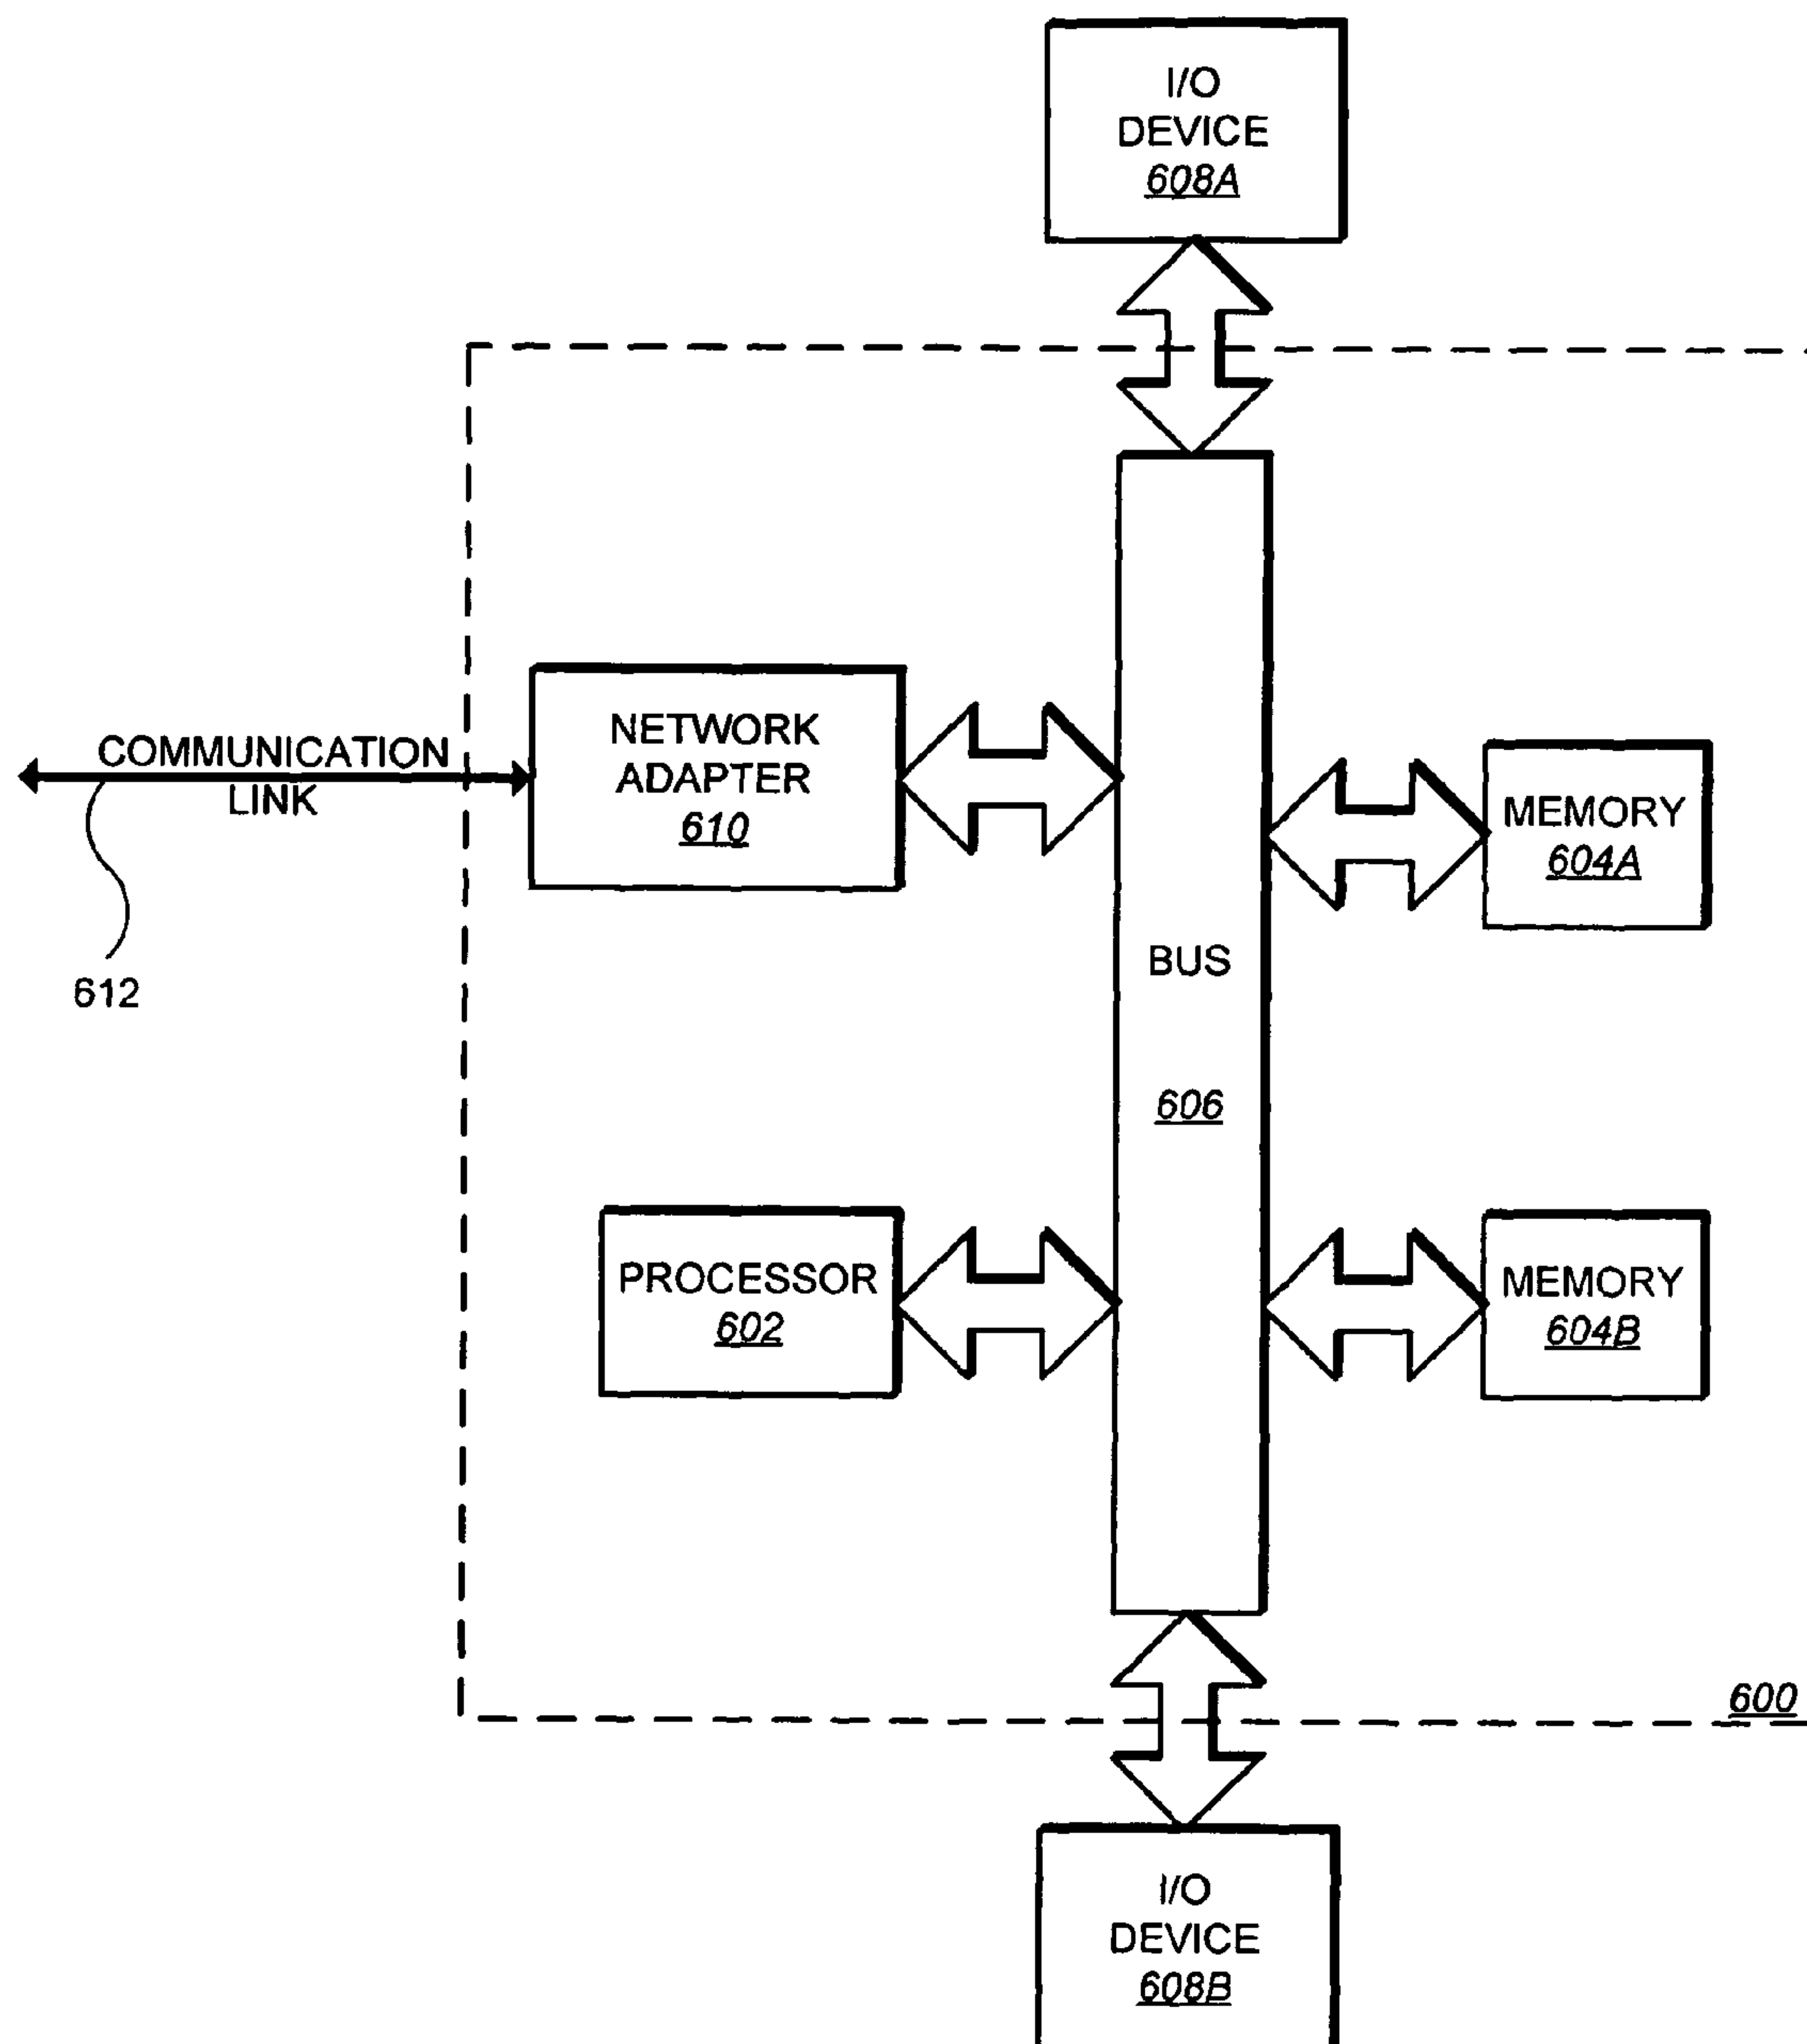 I/O
DEVICE
608A
COMMUNICATION
LINK
612
NETWORK
ADAPTER
610
MEMORY
604A
BUS
606
PROCESSOR
602
MEMORY
604B
600
I/O
DEVICE
608B